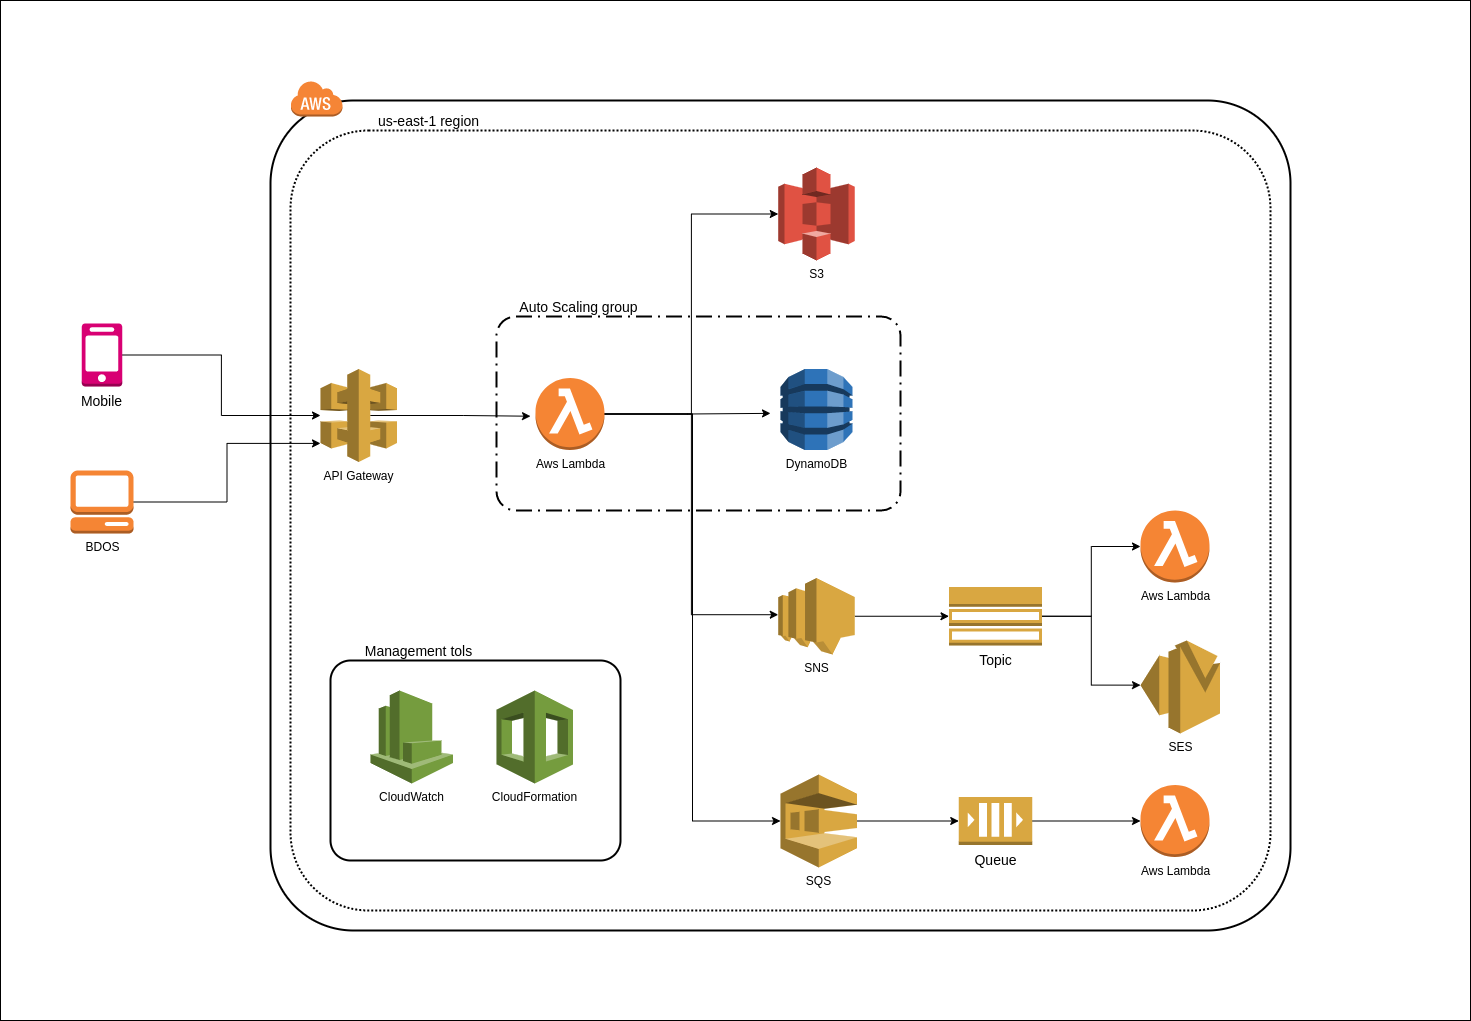 AWS
us-east-1 region
S3
Auto Scaling group
Mobile
API Gateway
Aws Lambda
DynamoDB
BDOS
Aws Lambda
SNS
Topic
Management tols
SES
CloudWatch
CloudFormation
SQS
Queue
Aws Lambda